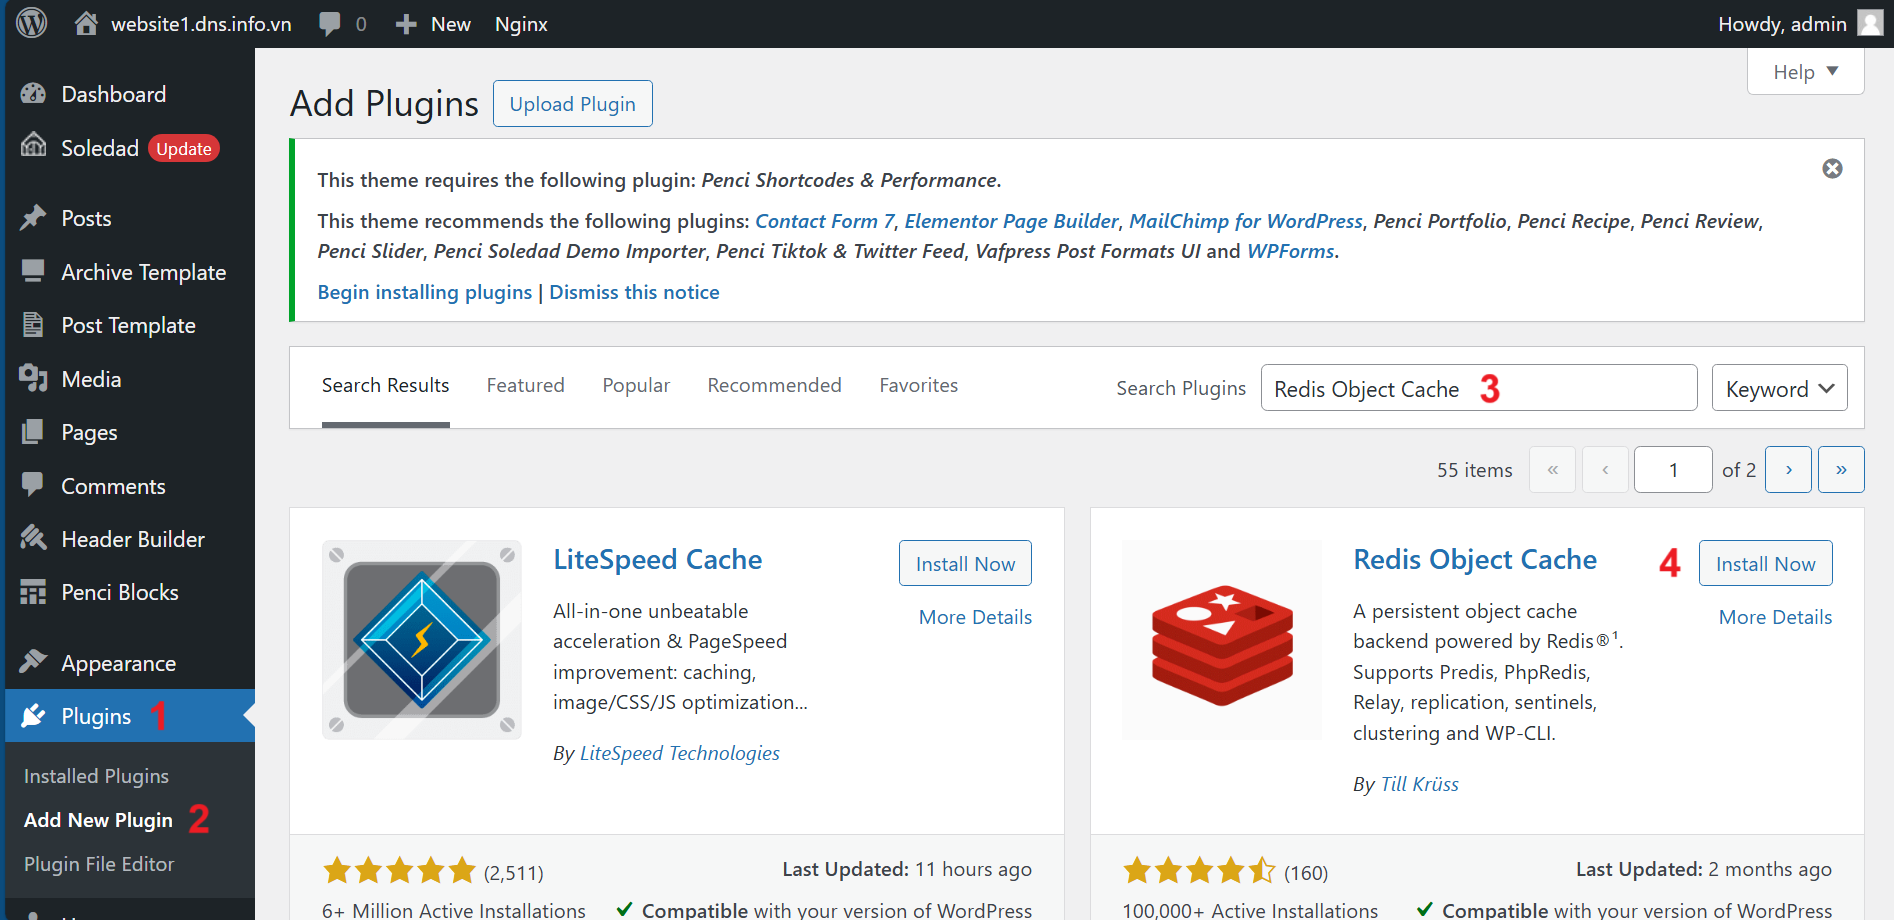 website1.dns.info.vn 0 New Nginx Howdy, admin
Help
Dashboard
Soledad Update
Posts
Archive Template
Post Template
Media
Pages
Comments
Header Builder
Penci Blocks
Appearance
Plugins 1
Installed Plugins
Add New Plugin 2
Plugin File Editor
Add Plugins Upload Plugin
This theme requires the following plugin: Penci Shortcodes & Performance.
This theme recommends the following plugins: Contact Form 7, Elementor Page Builder, MailChimp for WordPress, Penci Portfolio, Penci Recipe, Penci Review,
Penci Slider, Penci Soledad Demo Importer, Penci Tiktok & Twitter Feed, Vafpress Post Formats UI and WPForms.
Begin installing plugins | Dismiss this notice
Search Results Featured Popular Recommended Favorites Search Plugins Redis Object Cache 3 Keyword
55 items « ‹ 1 of 2 › »
LiteSpeed Cache Install Now
More Details
All-in-one unbeatable
acceleration & PageSpeed
improvement: caching,
image/CSS/JS optimization...
By LiteSpeed Technologies
(2,511) Last Updated: 11 hours ago
6+ Million Active Installations Compatible with your version of WordPress
Redis Object Cache 4 Install Now
More Details
A persistent object cache
backend powered by Redis®¹.
Supports Predis, PhpRedis,
Relay, replication, sentinels,
clustering and WP-CLI.
By Till Krüss
(160) Last Updated: 2 months ago
100,000+ Active Installations Compatible with your version of WordPress